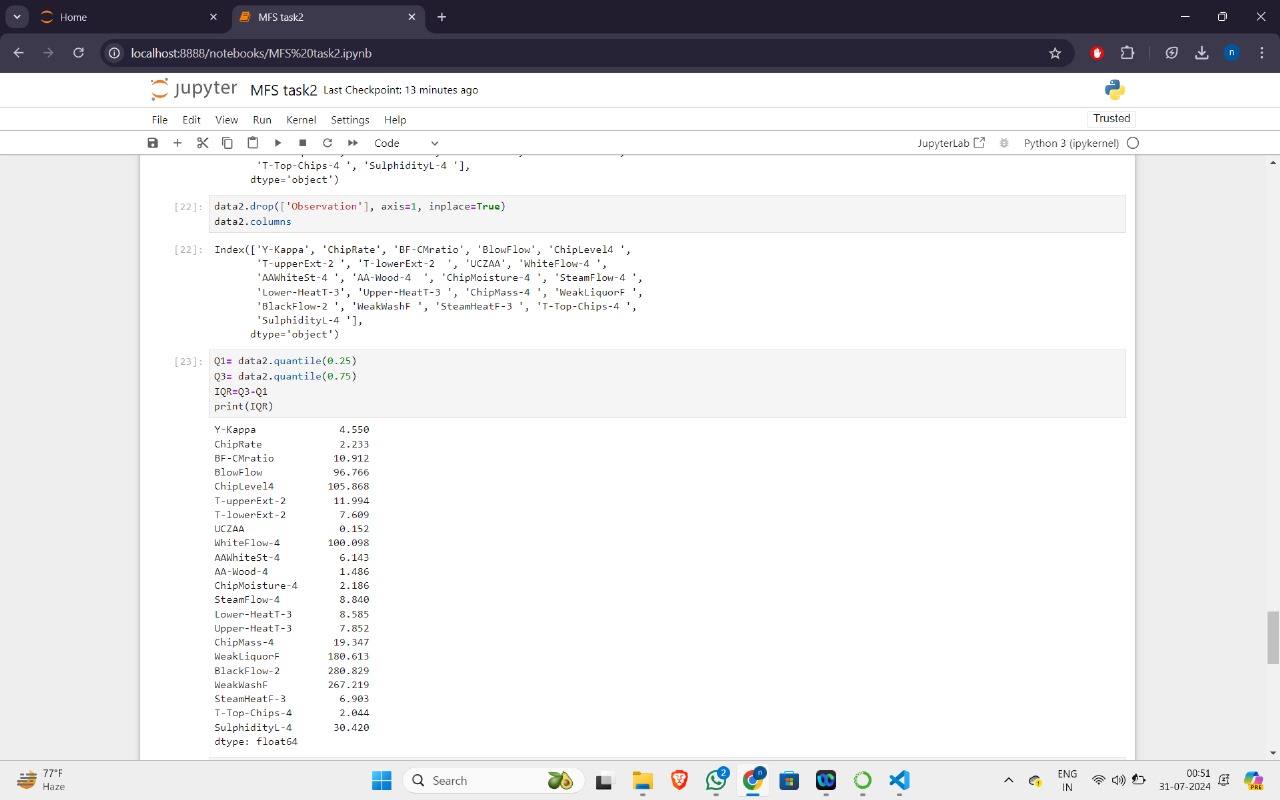 Home
MFS task2
localhost:8888/notebooks/MFS%20task2.ipynb
n
jupyter MFS task2 Last Checkpoint: 13 minutes ago
File Edit View Run Kernel Settings Help
Trusted
Code
JupyterLab
Python 3 (ipykernel)
'T-Top-Chips-4 ', 'SulphidityL-4 '],
dtype='object')
[22]: data2.drop(['Observation'], axis=1, inplace=True)
data2.columns
[22]: Index(['Y-Kappa', 'ChipRate', 'BF-CMratio', 'BlowFlow', 'ChipLevel4 ',
'T-upperExt-2 ', 'T-lowerExt-2  ', 'UCZAA', 'WhiteFlow-4 ',
'AAWhiteSt-4 ', 'AA-Wood-4  ', 'ChipMoisture-4 ', 'SteamFlow-4 ',
'Lower-HeatT-3', 'Upper-HeatT-3 ', 'ChipMass-4 ', 'WeakLiquorF ',
'BlackFlow-2 ', 'WeakWashF ', 'SteamHeatF-3 ', 'T-Top-Chips-4 ',
'SulphidityL-4 '],
dtype='object')
[23]: Q1= data2.quantile(0.25)
Q3= data2.quantile(0.75)
IQR=Q3-Q1
print(IQR)
Y-Kappa 4.550
ChipRate 2.233
BF-CMratio 10.912
BlowFlow 96.766
ChipLevel4 105.868
T-upperExt-2 11.994
T-lowerExt-2 7.609
UCZAA 0.152
WhiteFlow-4 100.098
AAWhiteSt-4 6.143
AA-Wood-4 1.486
ChipMoisture-4 2.186
SteamFlow-4 8.840
Lower-HeatT-3 8.585
Upper-HeatT-3 7.852
ChipMass-4 19.347
WeakLiquorF 180.613
BlackFlow-2 280.829
WeakWashF 267.219
SteamHeatF-3 6.903
T-Top-Chips-4 2.044
SulphidityL-4 30.420
dtype: float64
77°F
Haze
Search
2
n
ENG
IN
00:51
31-07-2024
PRE